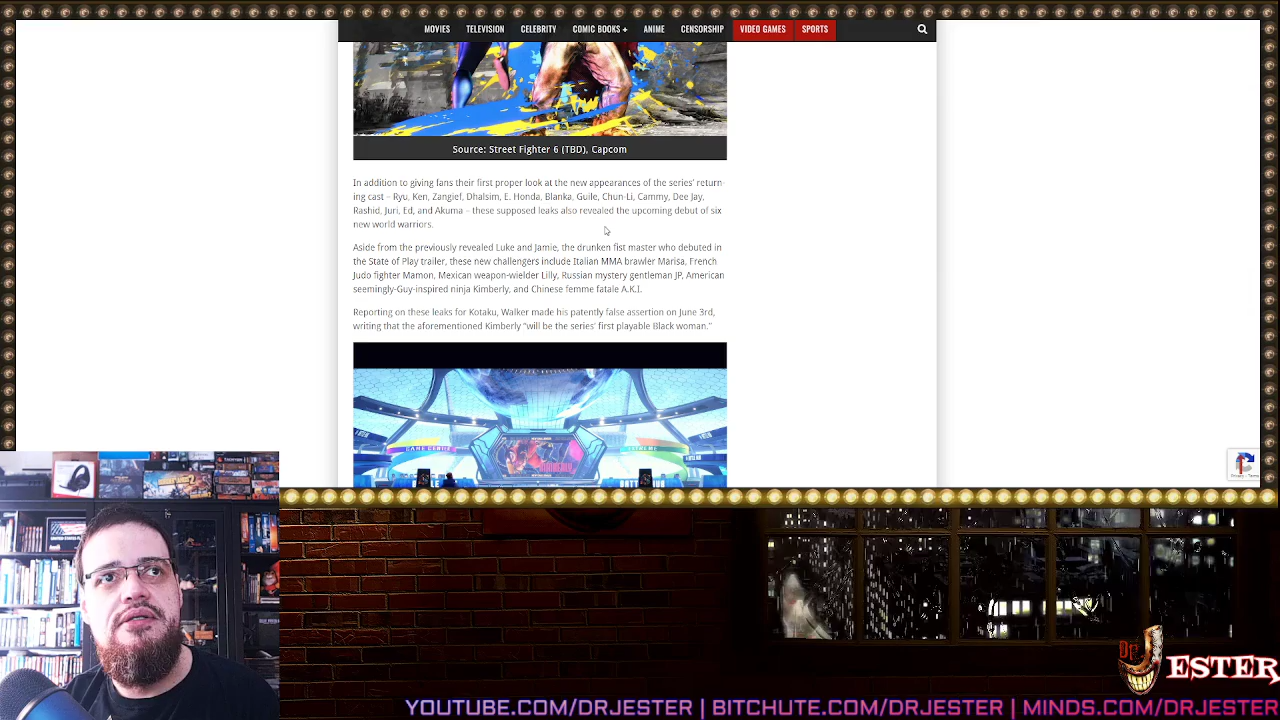 MOVIES TELEVISION CELEBRITY COMIC BOOKS + ANIME CENSORSHIP VIDEO GAMES SPORTS
Source: Street Fighter 6 (TBD), Capcom
In addition to giving fans their first proper look at the new appearances of the series' return-
ing cast – Ryu, Ken, Zangief, Dhalsim, E. Honda, Blanka, Guile, Chun-Li, Cammy, Dee Jay,
Rashid, Juri, Ed, and Akuma – these supposed leaks also revealed the upcoming debut of six
new world warriors.
Aside from the previously revealed Luke and Jamie, the drunken fist master who debuted in
the State of Play trailer, these new challengers include Italian MMA brawler Marisa, French
Judo fighter Mamon, Mexican weapon-wielder Lilly, Russian mystery gentleman JP, American
seemingly-Guy-inspired ninja Kimberly, and Chinese femme fatale A.K.I.
Reporting on these leaks for Kotaku, Walker made his patently false assertion on June 3rd,
writing that the aforementioned Kimberly "will be the series' first playable Black woman."
GAME CENTER
EXTREME
KIMBERLY
Privacy - Terms
Dr. JESTER
YOUTUBE.COM/DRJESTER | BITCHUTE.COM/DRJESTER | MINDS.COM/DRJESTER